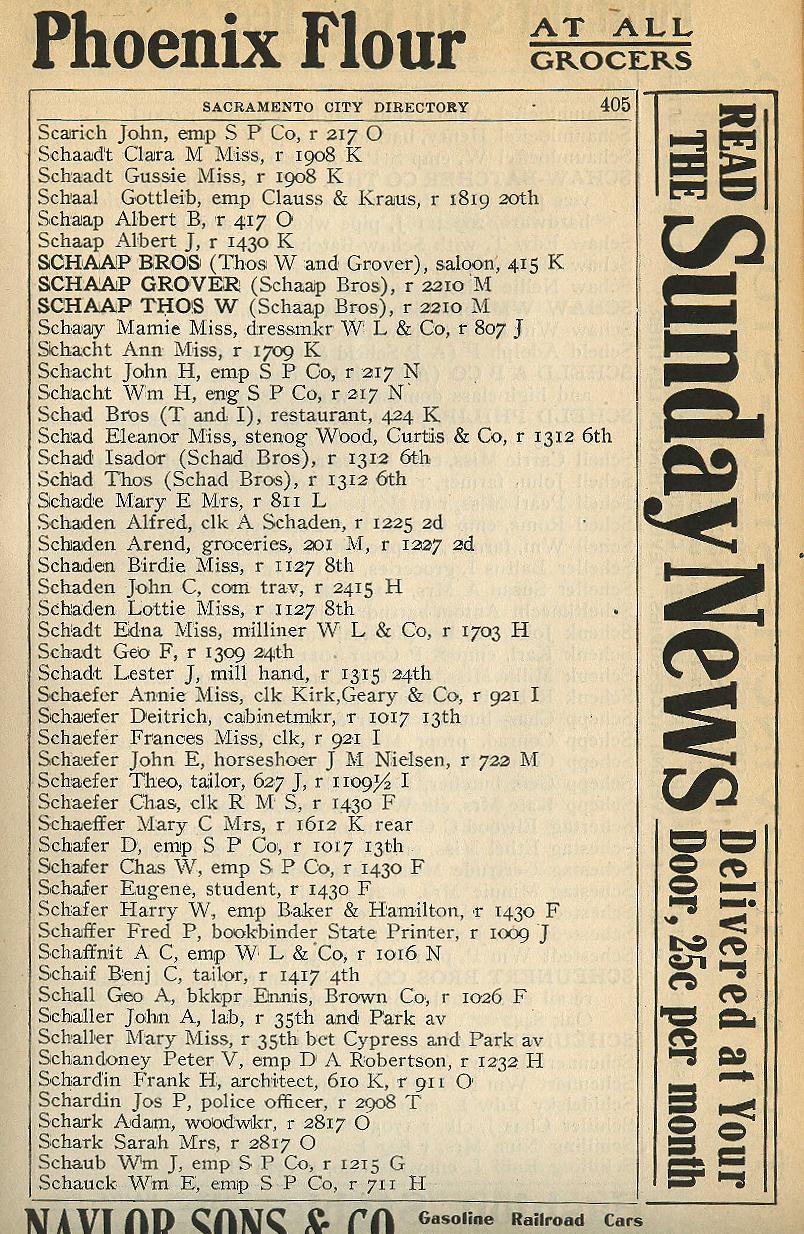 Phoenix Flour
AT ALL
GROCERS
SACRAMENTO CITY DIRECTORY 405
Scarich John, emp S P Co, r 217 O
Schaadt Clara M Miss, r 1908 K
Schaadt Gussie Miss, r 1908 K
Schaal Gottleib, emp Clauss & Kraus, r 1819 20th
Schaap Albert B, r 417 O
Schaap Albert J, r 1430 K
SCHAAP BROS (Thos W and Grover), saloon, 415 K
SCHAAP GROVER (Schaap Bros), r 2210 M
SCHAAP THOS W (Schaap Bros), r 2210 M
Schaay Mamie Miss, dressmkr W L & Co, r 807 J
Schacht Ann Miss, r 1709 K
Schacht John H, emp S P Co, r 217 N
Schacht Wm H, eng S P Co, r 217 N
Schad Bros (T and I), restaurant, 424 K
Schad Eleanor Miss, stenog Wood, Curtis & Co, r 1312 6th
Schad Isador (Schad Bros), r 1312 6th
Schad Thos (Schad Bros), r 1312 6th
Schade Mary E Mrs, r 811 L
Schaden Alfred, clk A Schaden, r 1225 2d
Schaden Arend, groceries, 201 M, r 1227 2d
Schaden Birdie Miss, r 1127 8th
Schaden John C, com trav, r 2415 H
Schaden Lottie Miss, r 1127 8th
Schadt Edna Miss, milliner W L & Co, r 1703 H
Schadt Geo F, r 1309 24th
Schadt Lester J, mill hand, r 1315 24th
Schaefer Annie Miss, clk Kirk,Geary & Co, r 921 I
Schaefer Deitrich, cabinetmkr, r 1017 13th
Schaefer Frances Miss, clk, r 921 I
Schaefer John E, horseshoer J M Nielsen, r 722 M
Schaefer Theo, tailor, 627 J, r 1109½ I
Schaefer Chas, clk R M S, r 1430 F
Schaeffer Mary C Mrs, r 1612 K rear
Schafer D, emp S P Co, r 1017 13th
Schafer Chas W, emp S P Co, r 1430 F
Schafer Eugene, student, r 1430 F
Schafer Harry W, emp Baker & Hamilton, r 1430 F
Schaffer Fred P, bookbinder State Printer, r 1009 J
Schaffnit A C, emp W L & Co, r 1016 N
Schaif Benj C, tailor, r 1417 4th
Schall Geo A, bkkpr Ennis, Brown Co, r 1026 F
Schaller John A, lab, r 35th and Park av
Schaller Mary Miss, r 35th bet Cypress and Park av
Schandoney Peter V, emp D A Robertson, r 1232 H
Schardin Frank H, architect, 610 K, r 911 O
Schardin Jos P, police officer, r 2908 T
Schark Adam, woodwkr, r 2817 O
Schark Sarah Mrs, r 2817 O
Schaub Wm J, emp S P Co, r 1215 G
Schauck Wm E, emp S P Co, r 711 H
READ
THE
Sunday News
Delivered at Your
Door, 25c per month
NAYLOR SONS & CO Gasoline Railroad Cars